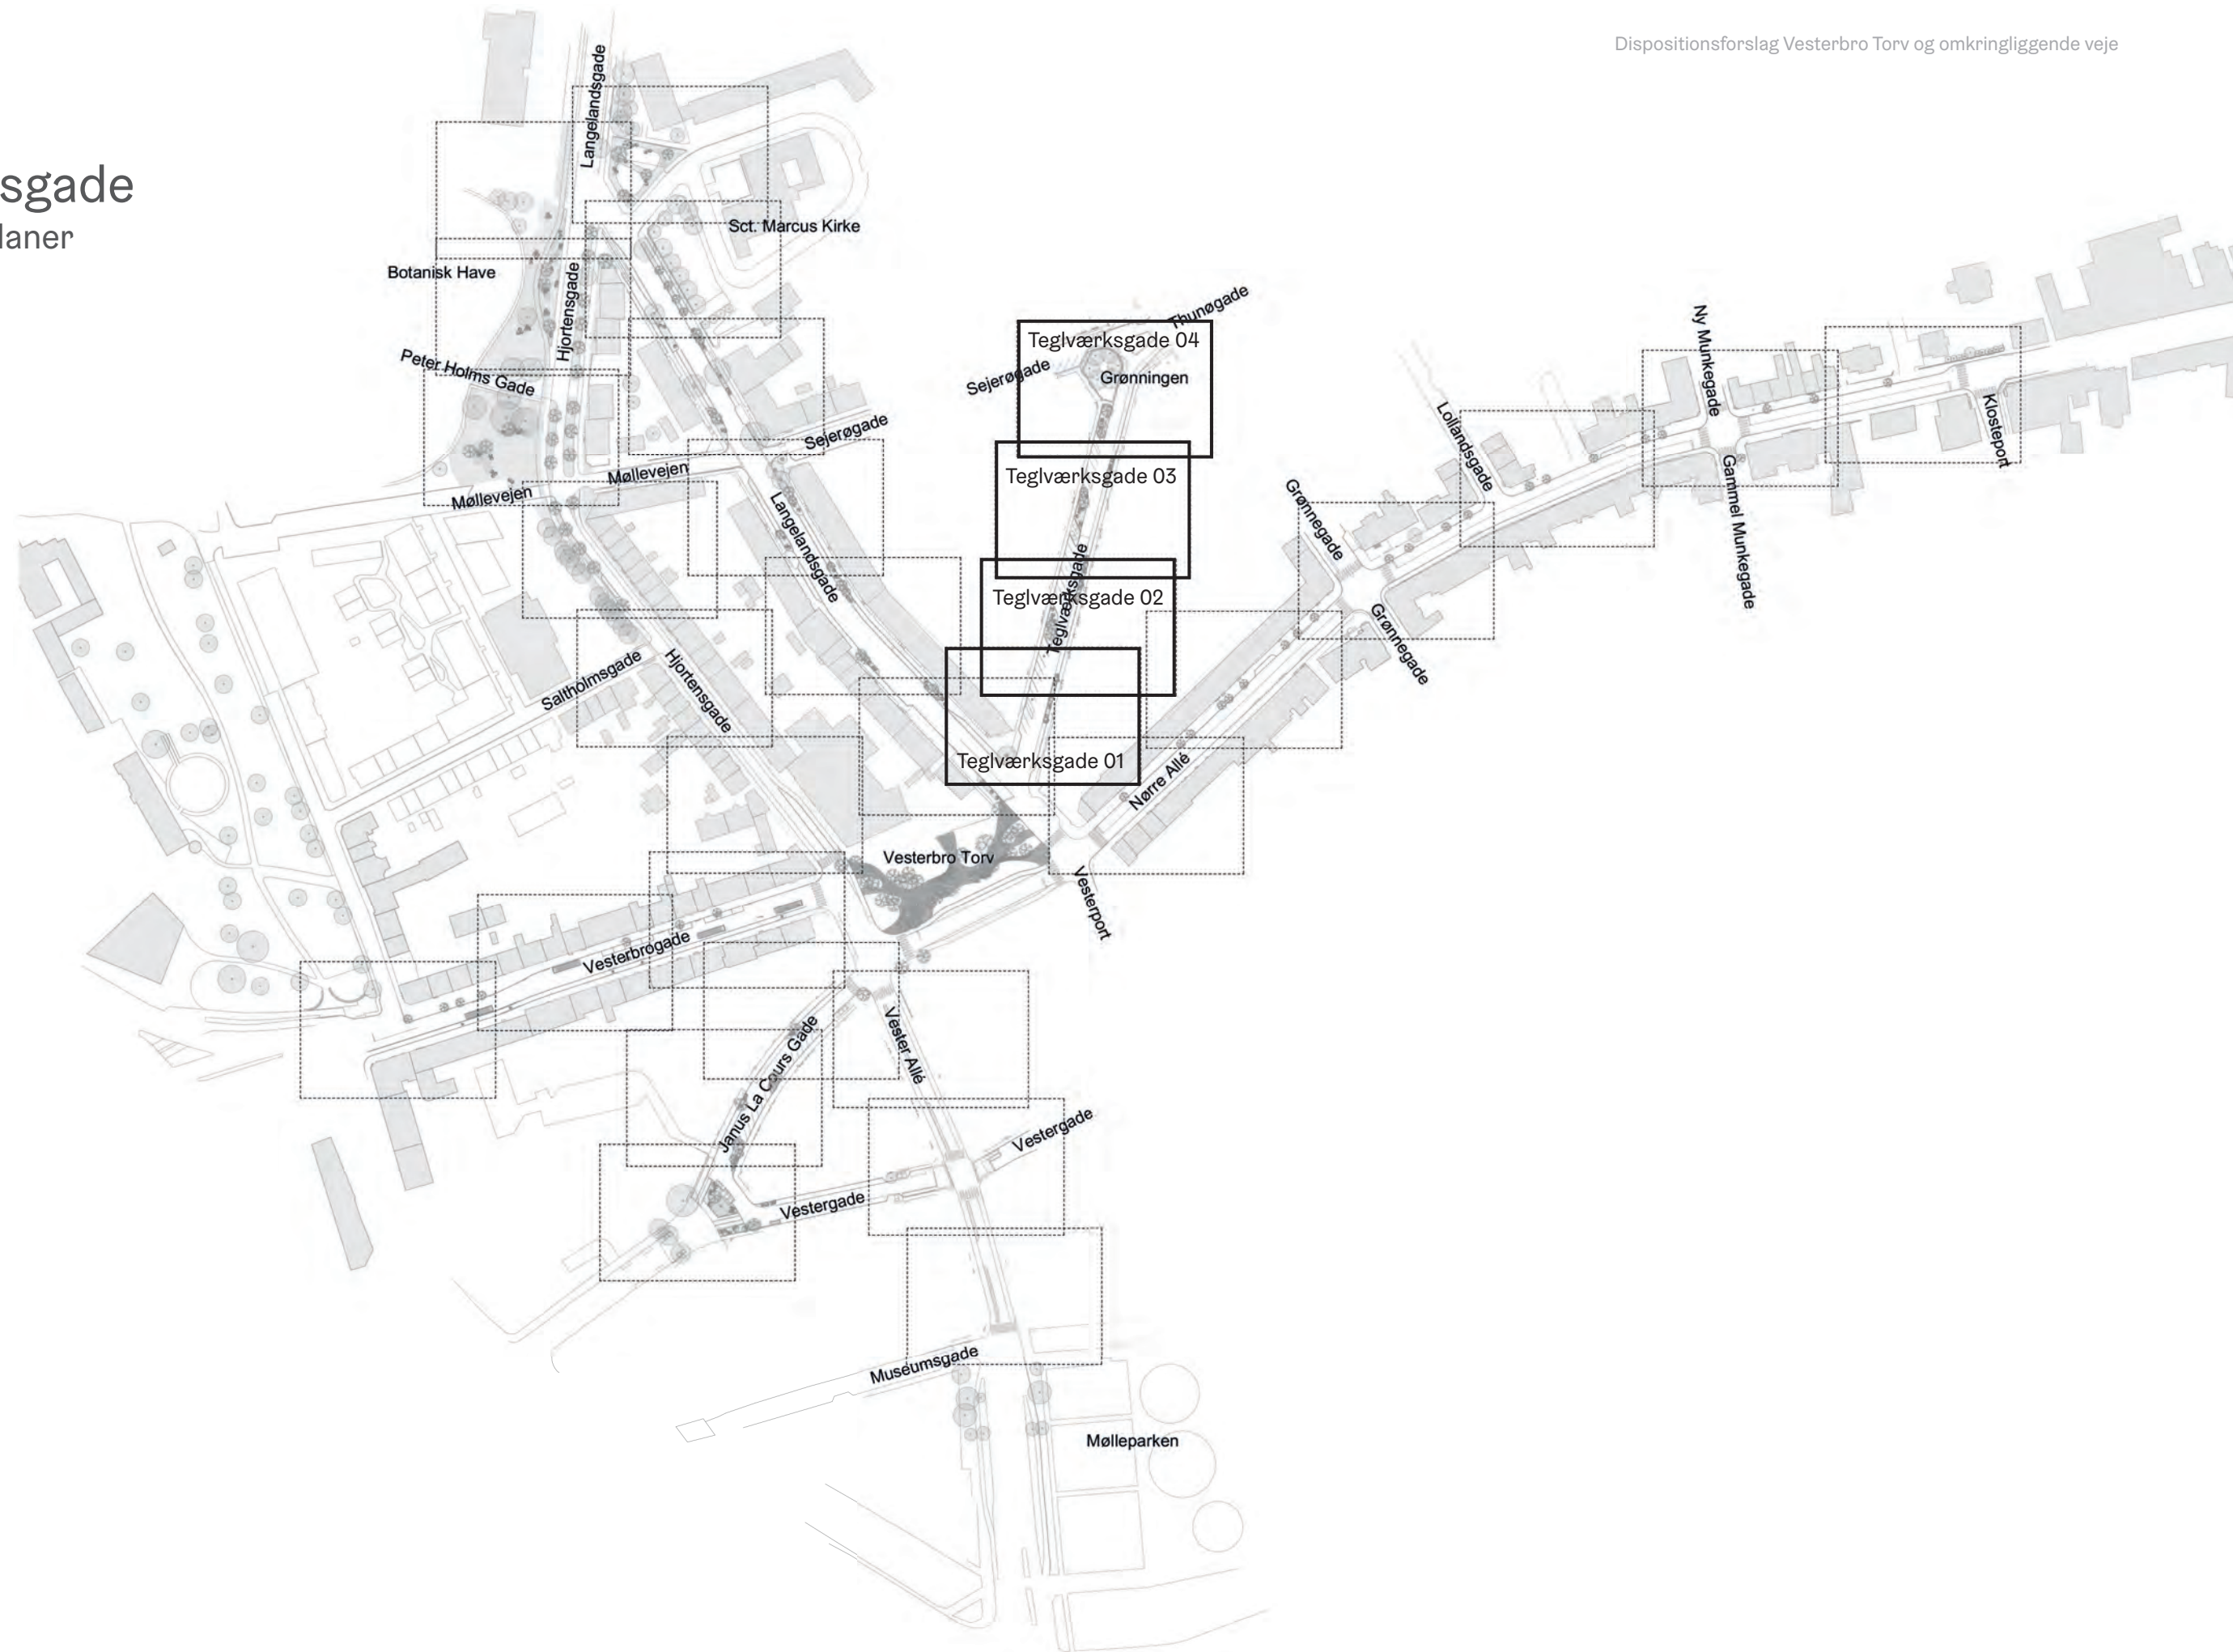 Dispositionsforslag Vesterbro Torv og omkringliggende veje
sgade
laner
Langelandsgade
Sct. Marcus Kirke
Botanisk Have
Hjortensgade
Peter Holms Gade
Thunøgade
Teglværksgade 04
Sejerøgade
Grønningen
Ny Munkegade
Klosteport
Lollandsgade
Sejerøgade
Møllevejen
Møllevejen
Teglværksgade 03
Langelandsgade
Grønnegade
Gammel Munkegade
Teglværksgade
Teglværksgade 02
Grønnegade
Saltholmsgade
Hjortensgade
Teglværksgade 01
Nørre Allé
Vesterbro Torv
Vesterport
Vesterbrogade
Vester Allé
Janus La Cours Gade
Vestergade
Vestergade
Museumsgade
Mølleparken